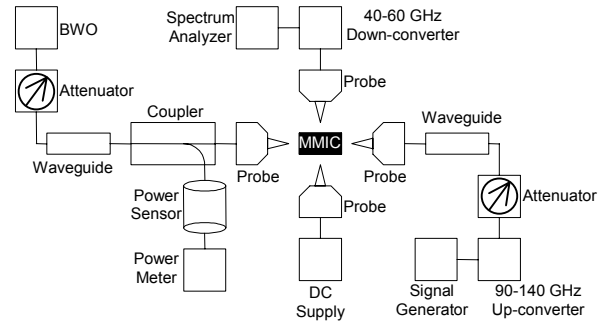 BWO
Attenuator
Waveguide
Coupler
Power
Sensor
Power
Meter
Probe
Spectrum
Analyzer
40-60 GHz
Down-converter
Probe
MMIC
Probe
DC
Supply
Probe
Waveguide
Attenuator
Signal
Generator
90-140 GHz
Up-converter